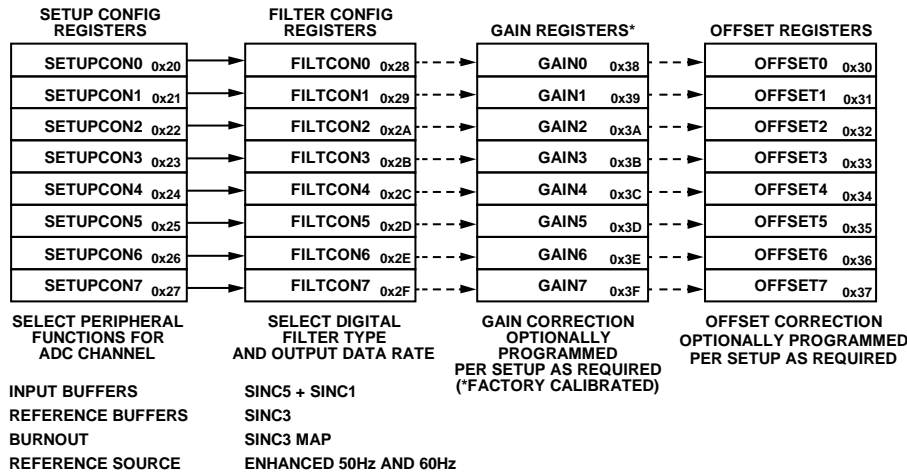 SETUP CONFIG
REGISTERS
FILTER CONFIG
REGISTERS
GAIN REGISTERS*
OFFSET REGISTERS
SETUPCON0 0x20
FILTCON0 0x28
GAIN0 0x38
OFFSET0 0x30
SETUPCON1 0x21
FILTCON1 0x29
GAIN1 0x39
OFFSET1 0x31
SETUPCON2 0x22
FILTCON2 0x2A
GAIN2 0x3A
OFFSET2 0x32
SETUPCON3 0x23
FILTCON3 0x2B
GAIN3 0x3B
OFFSET3 0x33
SETUPCON4 0x24
FILTCON4 0x2C
GAIN4 0x3C
OFFSET4 0x34
SETUPCON5 0x25
FILTCON5 0x2D
GAIN5 0x3D
OFFSET5 0x35
SETUPCON6 0x26
FILTCON6 0x2E
GAIN6 0x3E
OFFSET6 0x36
SETUPCON7 0x27
FILTCON7 0x2F
GAIN7 0x3F
OFFSET7 0x37
SELECT PERIPHERAL
FUNCTIONS FOR
ADC CHANNEL
SELECT DIGITAL
FILTER TYPE
AND OUTPUT DATA RATE
GAIN CORRECTION
OPTIONALLY
PROGRAMMED
PER SETUP AS REQUIRED
(*FACTORY CALIBRATED)
OFFSET CORRECTION
OPTIONALLY PROGRAMMED
PER SETUP AS REQUIRED
INPUT BUFFERS
REFERENCE BUFFERS
BURNOUT
REFERENCE SOURCE
SINC5 + SINC1
SINC3
SINC3 MAP
ENHANCED 50Hz AND 60Hz